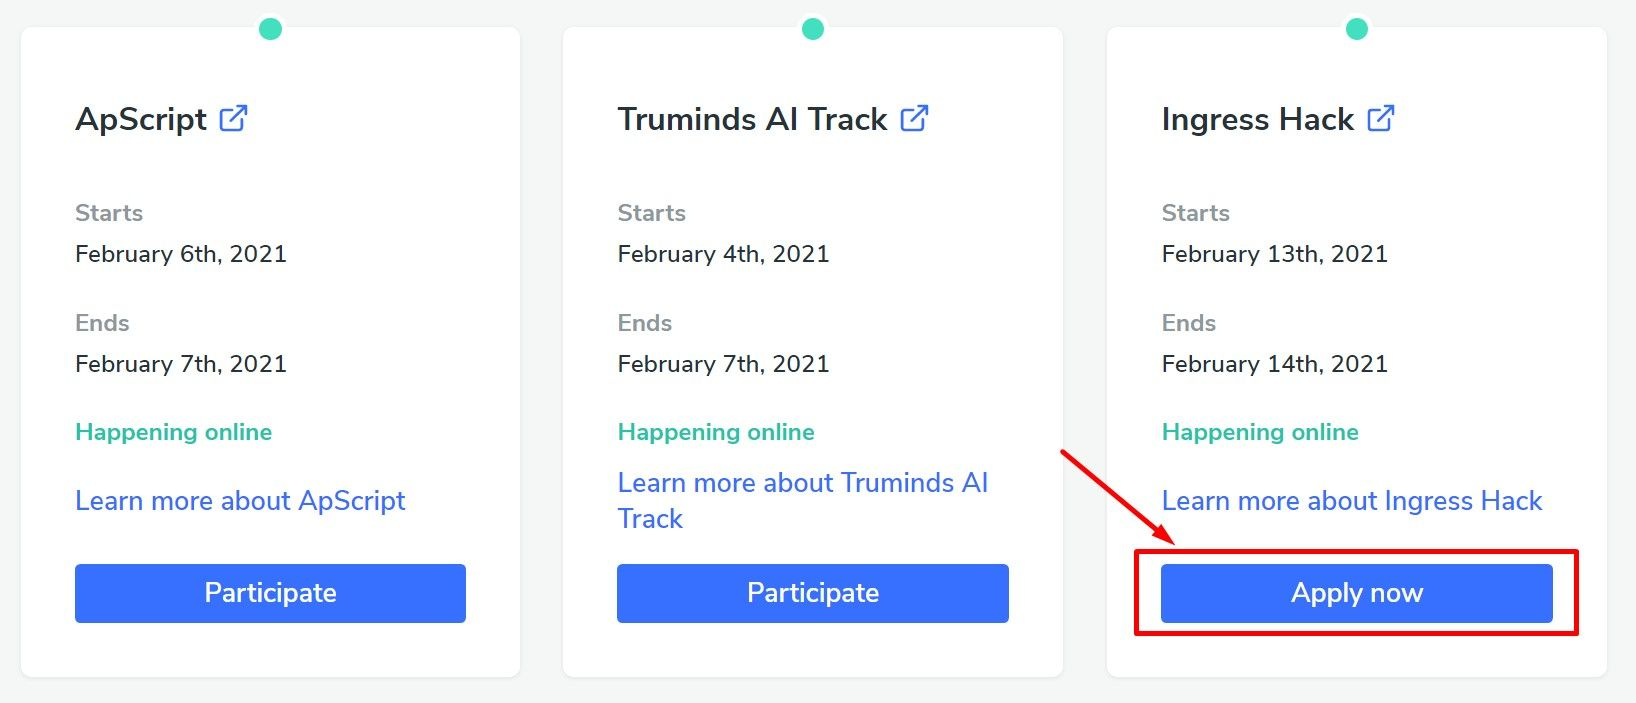 ApScript
Starts
February 6th, 2021
Ends
February 7th, 2021
Happening online
Learn more about ApScript
Participate
Truminds AI Track
Starts
February 4th, 2021
Ends
February 7th, 2021
Happening online
Learn more about Truminds AI
Track
Participate
Ingress Hack
Starts
February 13th, 2021
Ends
February 14th, 2021
Happening online
Learn more about Ingress Hack
Apply now